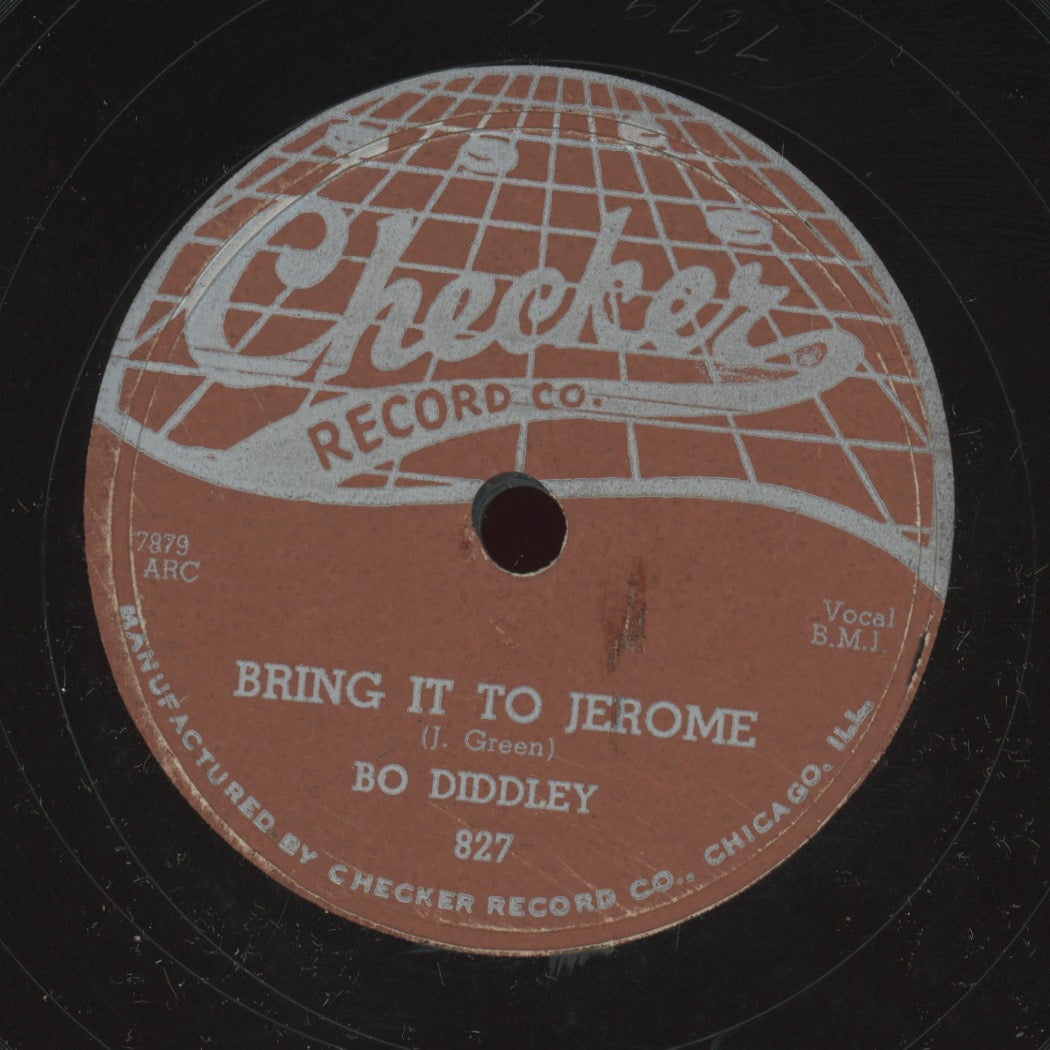 Checker
RECORD CO.
7879
ARC
Vocal
B.M.I.
BRING IT TO JEROME
(J. Green)
BO DIDDLEY
827
MANUFACTURED BY CHECKER RECORD CO., CHICAGO, ILL.